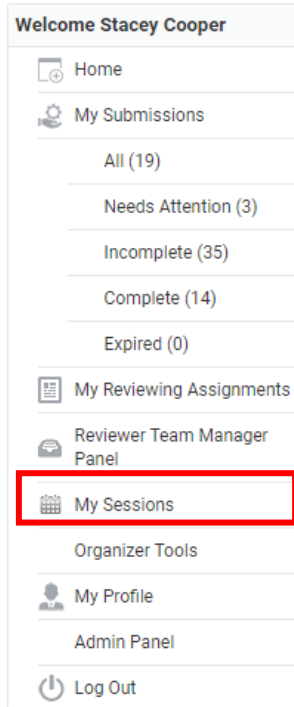 Welcome Stacey Cooper
Home
My Submissions
All (19)
Needs Attention (3)
Incomplete (35)
Complete (14)
Expired (0)
My Reviewing Assignments
Reviewer Team Manager
Panel
My Sessions
Organizer Tools
My Profile
Admin Panel
Log Out